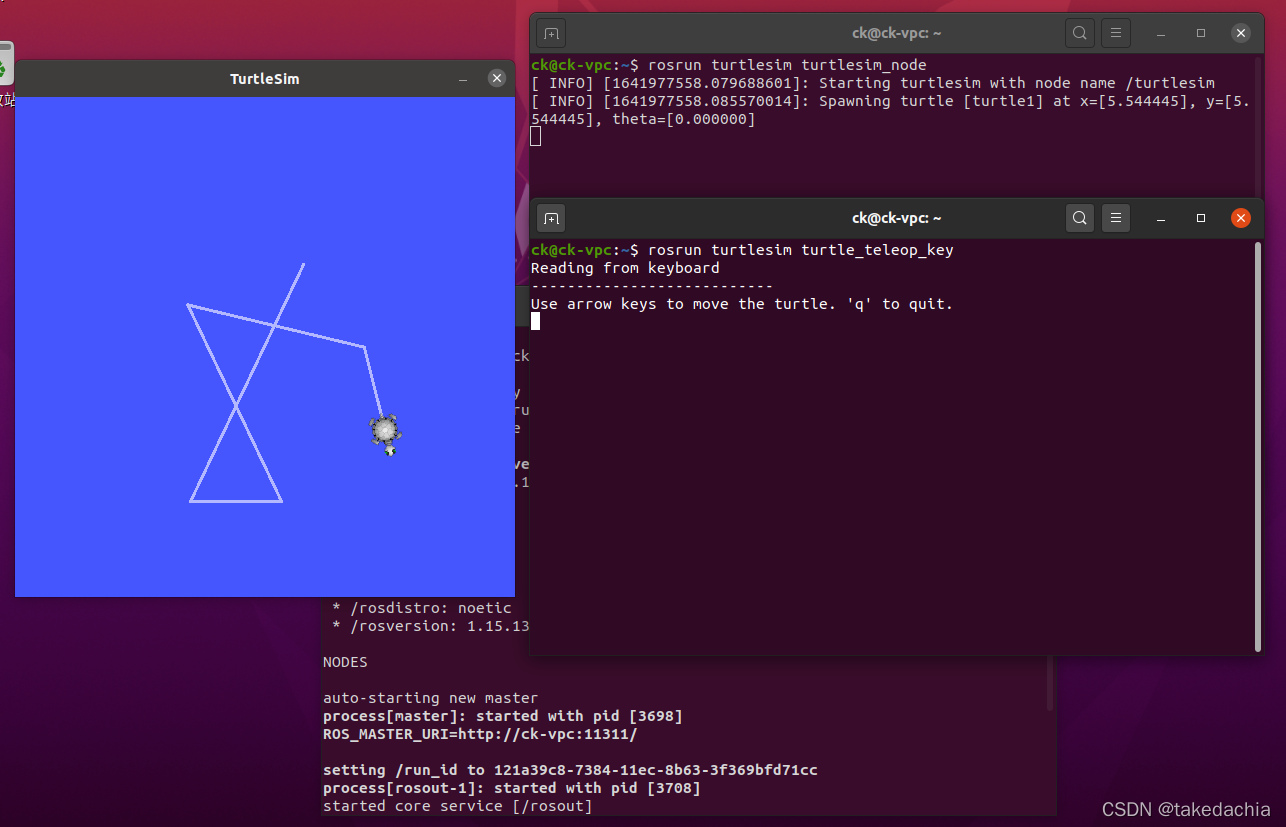 TurtleSim
ck@ck-vpc: ~
ck@ck-vpc:~$ rosrun turtlesim turtlesim_node
[ INFO] [1641977558.079688601]: Starting turtlesim with node name /turtlesim
[ INFO] [1641977558.085570014]: Spawning turtle [turtle1] at x=[5.544445], y=[5.
544445], theta=[0.000000]
ck@ck-vpc: ~
ck@ck-vpc:~$ rosrun turtlesim turtle_teleop_key
Reading from keyboard
---------------------------
Use arrow keys to move the turtle. 'q' to quit.
ck
y
ru
e
ve
.1
* /rosdistro: noetic
* /rosversion: 1.15.13
NODES
auto-starting new master
process[master]: started with pid [3698]
ROS_MASTER_URI=http://ck-vpc:11311/
setting /run_id to 121a39c8-7384-11ec-8b63-3f369bfd71cc
process[rosout-1]: started with pid [3708]
started core service [/rosout]
CSDN @takedachia